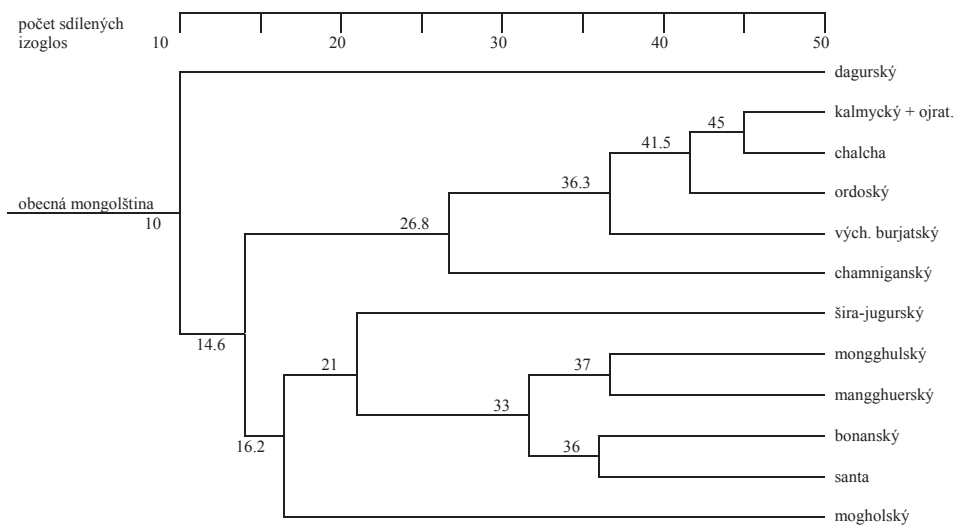 počet sdílených
izoglos
10 20 30 40 50
dagurský
kalmycký + ojrat.
45
chalcha
41.5
ordoský
36.3
obecná mongolština
10
26.8
vých. burjatský
chamniganský
šira-jugurský
14.6
mongghulský
21
37
mangghuerský
33
bonanský
16.2
36
santa
mogholský